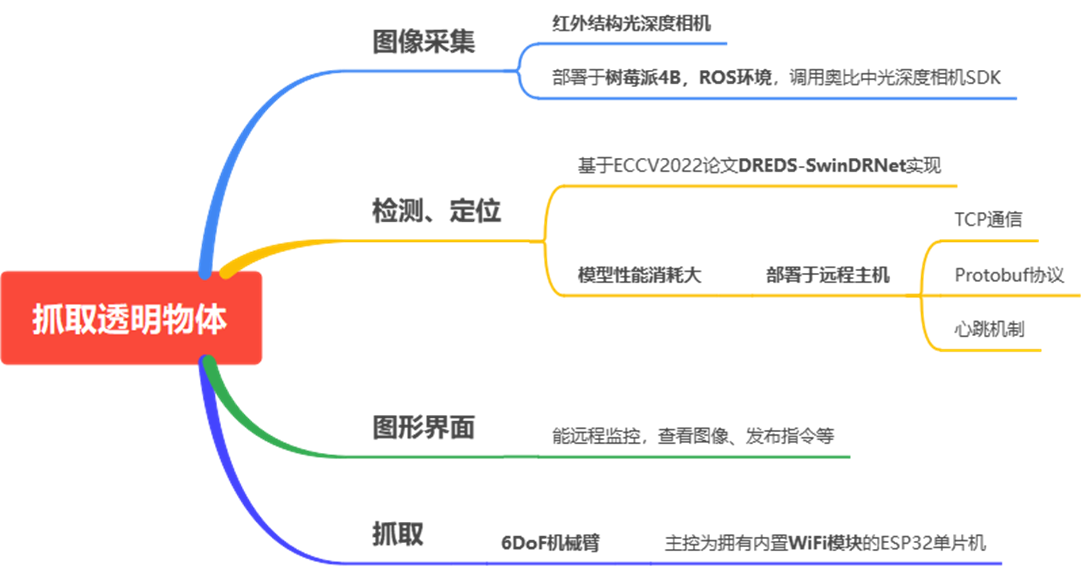 抓取透明物体
图像采集
红外结构光深度相机
部署于树莓派4B，ROS环境，调用奥比中光深度相机SDK
检测、定位
基于ECCV2022论文DREDS-SwinDRNet实现
模型性能消耗大
部署于远程主机
TCP通信
Protobuf协议
心跳机制
图形界面
能远程监控，查看图像、发布指令等
抓取
6DoF机械臂
主控为拥有内置WiFi模块的ESP32单片机